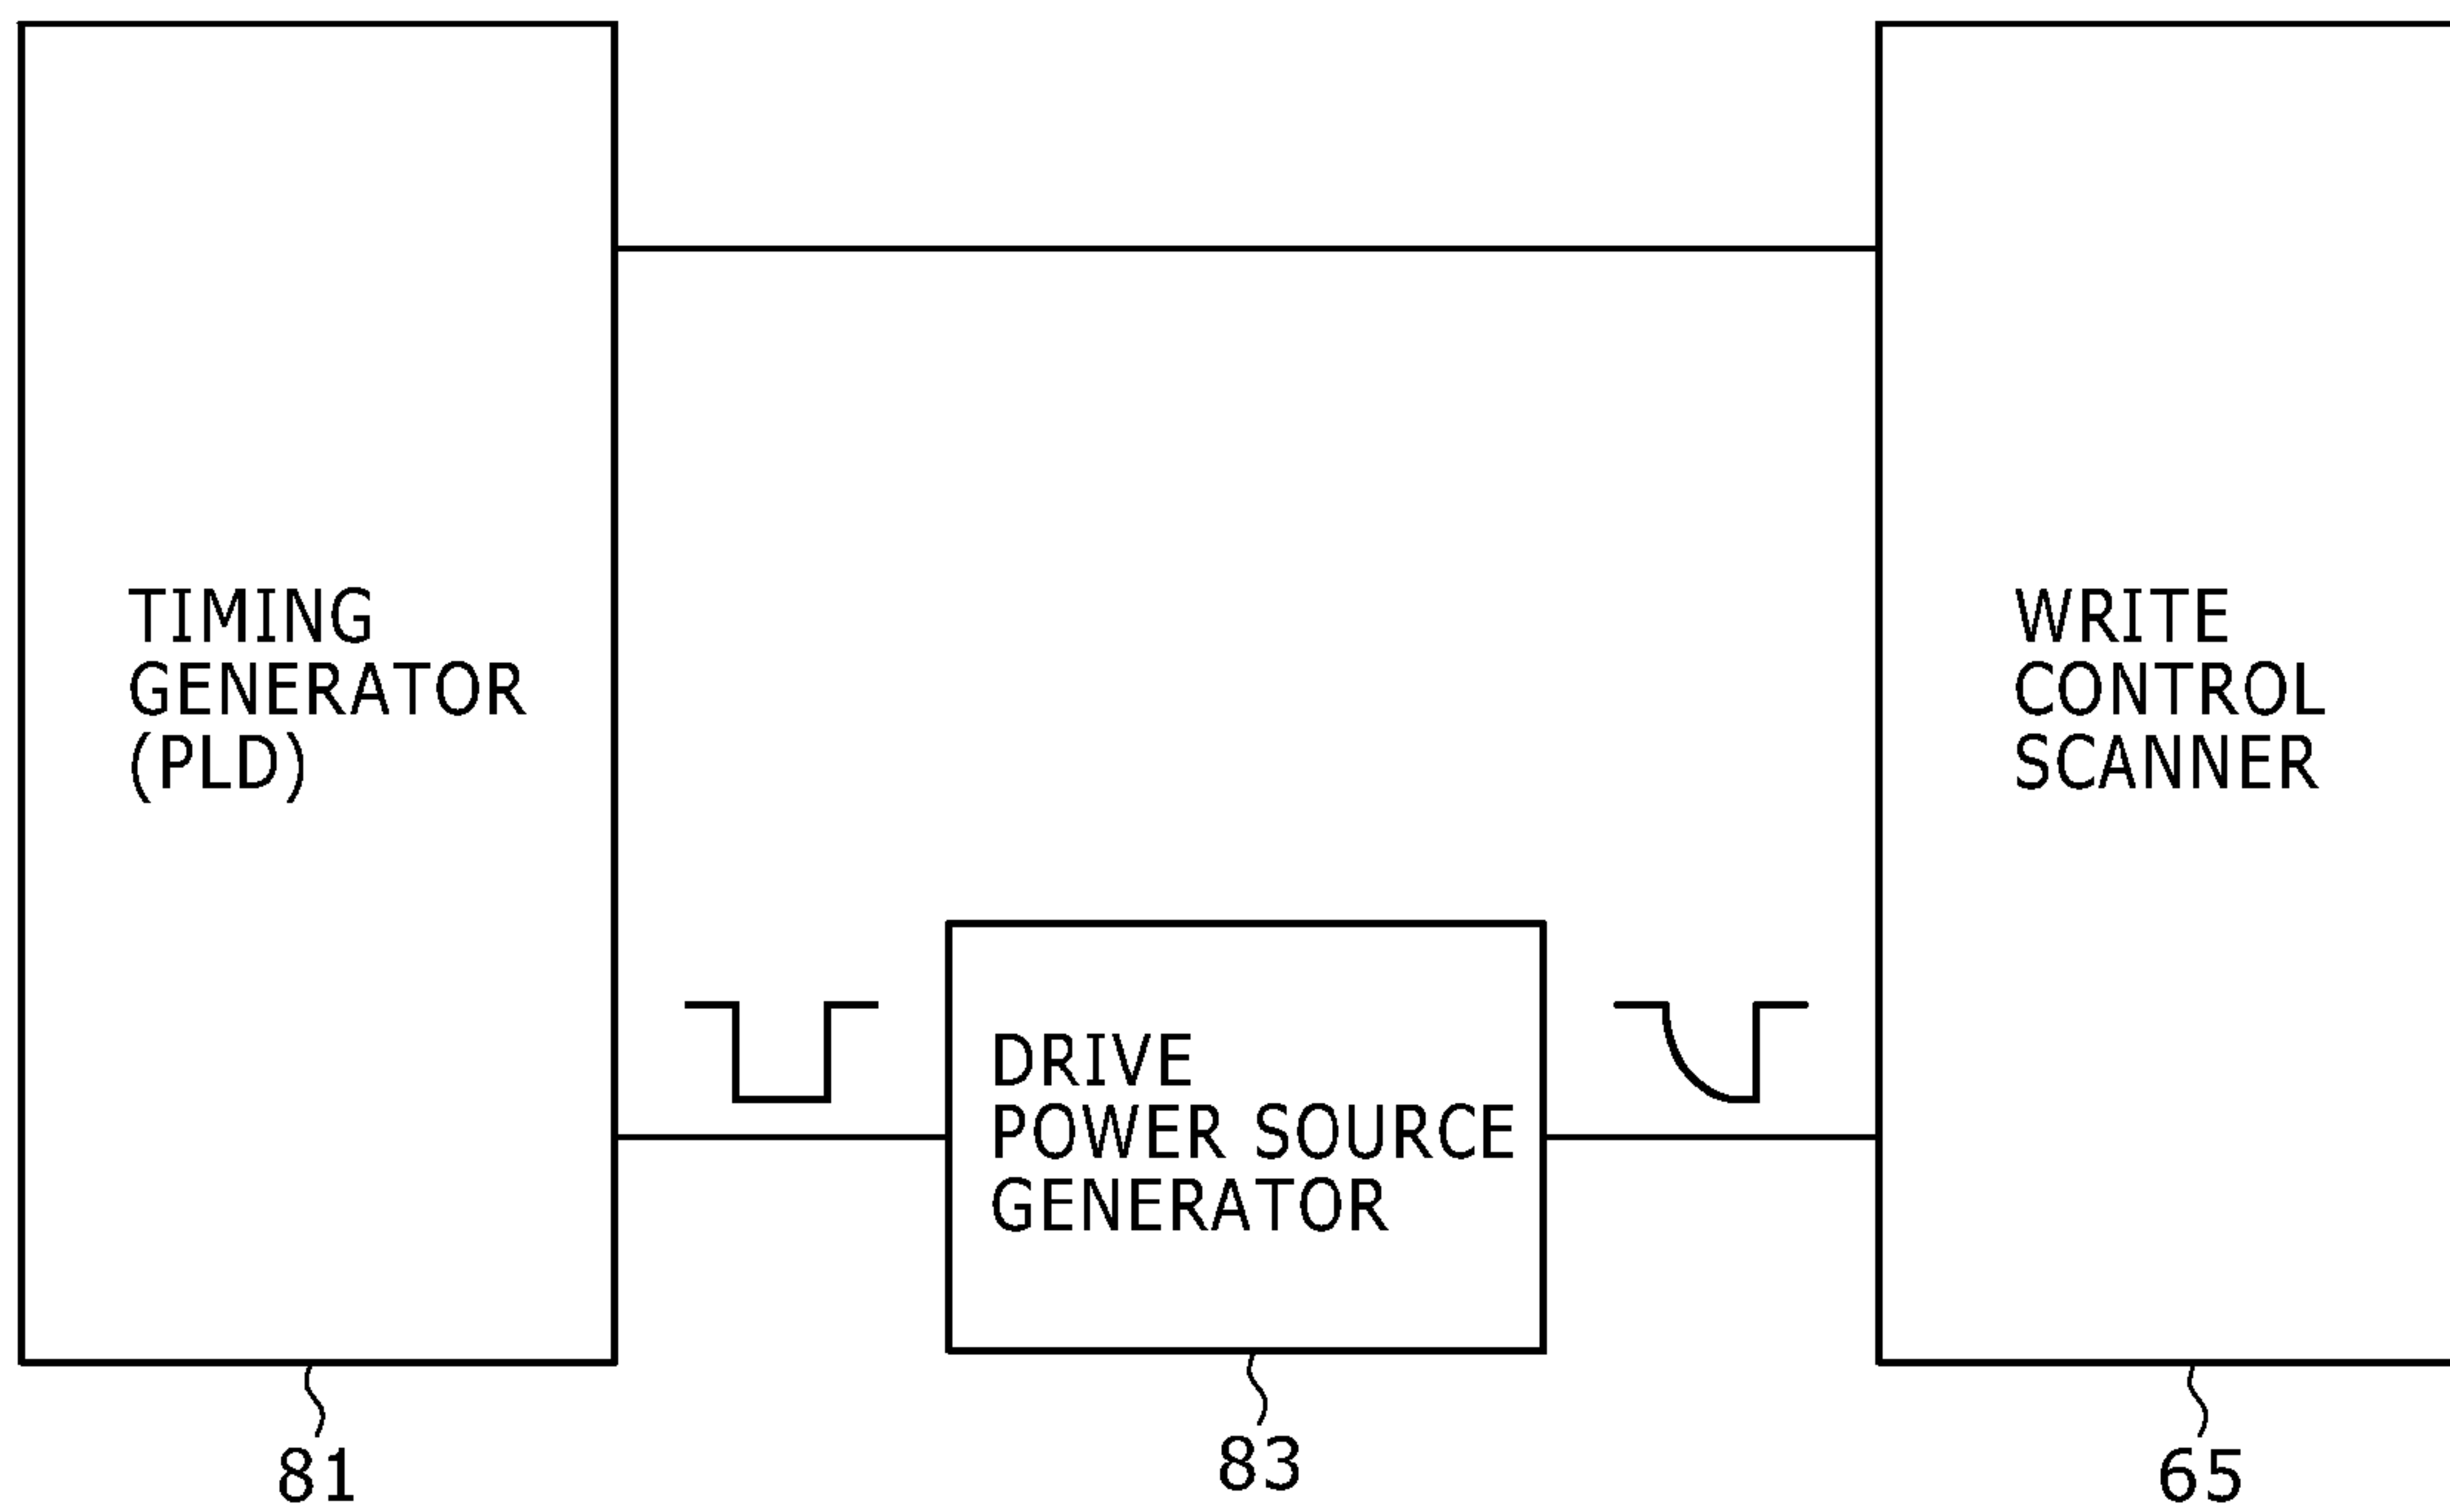 TIMING
GENERATOR
(PLD)
WRITE
CONTROL
SCANNER
DRIVE
POWER SOURCE
GENERATOR
81
83
65